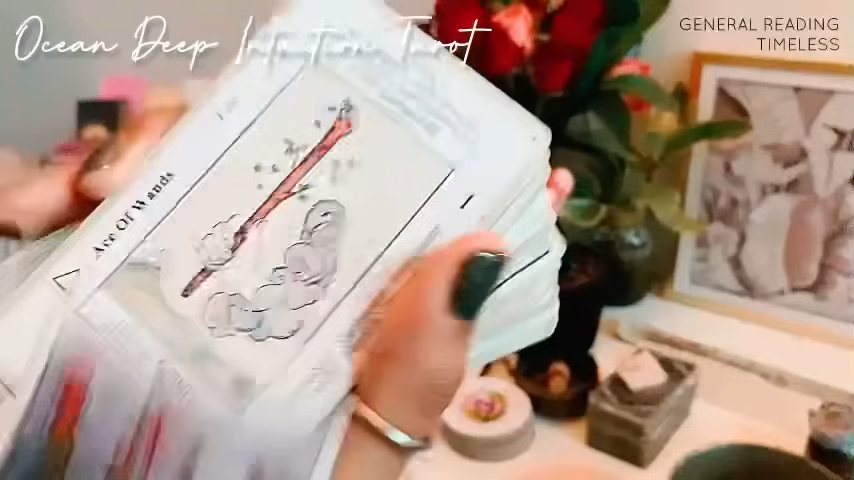 Ocean Deep Intuition Tarot
GENERAL READING
TIMELESS
Ace Of Wands